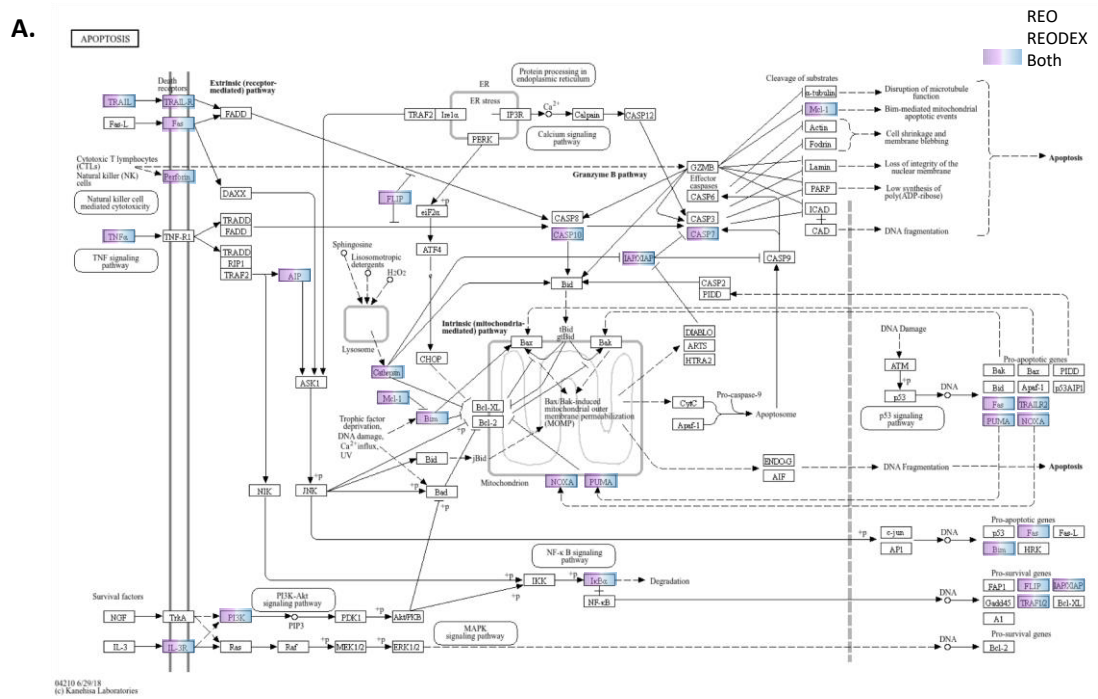 A.
REO
REODEX
Both
APOPTOSIS
Death
receptors
Extrinsic (receptor-
mediated) pathway
TRAIL
TRAIL-R
Fas-L
Fas
FADD
Cytotoxic T lymphocytes
(CTLs)
Natural killer (NK)
cells
Perforin
Natural killer cell
mediated cytotoxicity
DAXX
TNFα
TNF-R1
TRADD
FADD
TRADD
RIP1
TRAF2
TNF signaling
pathway
AIP
ASK1
NIK
JNK
+p
ER
ER stress
TRAF2
Ire1α
IP3R
PERK
Protein processing in
endoplasmic reticulum
Ca2+
Calpain
CASP12
Calcium signaling
pathway
FLIP
+p
eIF2α
ATF4
CHOP
Sphingosine
Lisosomotropic
detergents
H2O2
Lysosome
Cathepsin
Granzyme B pathway
GZMB
Effector
caspases
CASP6
CASP3
CASP7
CASP8
CASP10
IAP/XIAP
CASP9
Bid
CASP2
PIDD
Intrinsic (mitochondria-
mediated) pathway
tBid
Bax
Bak
Mcl-1
Bim
Bcl-XL
Bcl-2
Bax/Bak-induced
mitochondrial outer
membrane permeabilization
(MOMP)
Trophic factor
deprivation,
DNA damage,
Ca2+ influx,
UV
Bid
jBid
+p
Bad
+p
Mitochondrion
NOXA
PUMA
DIABLO
ARTS
HTRA2
CytC
Apaf-1
Pro-caspase-9
Apoptosome
ENDO-G
AIF
DNA Fragmentation
Apoptosis
Cleavage of substrates
α-tubulin
Disruption of microtubule
function
Mcl-1
Bim-mediated mitochondrial
apoptotic events
Actin
Fodrin
Cell shrinkage and
membrane blebbing
Lamin
Loss of integrity of the
nuclear membrane
PARP
Low synthesis of
poly(ADP-ribose)
ICAD
CAD
DNA fragmentation
Apoptosis
DNA Damage
ATM
+p
p53
DNA
p53 signaling
pathway
Pro-apoptotic genes
Bak
Bax
PIDD
Bid
Apaf-1
p53AIP1
Fas
TRAILR2
PUMA
NOXA
+p
c-jun
AP1
DNA
Pro-apoptotic genes
p53
Fas
Fas-L
Bim
HRK
NF-κB signaling
pathway
IKK
+p
IκBα
NF-κB
Degradation
DNA
Pro-survival genes
FAP1
FLIP
IAP/XIAP
Gadd45
TRAF1/2
Bcl-XL
A1
Survival factors
NGF
TrkA
PI3K
PIP3
PI3K-Akt
signaling pathway
PDK1
+p
Akt/PKB
+p
+p
IL-3
IL-3R
Ras
Raf
+p
MEK1/2
+p
ERK1/2
MAPK
signaling pathway
DNA
Pro-survival genes
Bcl-2
04210 6/29/18
(c) Kanehisa Laboratories